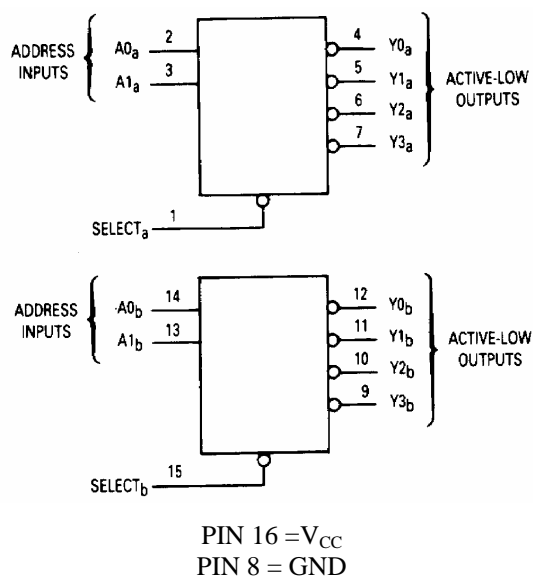 ADDRESS
INPUTS
A0a
2
A1a
3
4
Y0a
5
Y1a
6
Y2a
7
Y3a
ACTIVE-LOW
OUTPUTS
SELECTa
1
ADDRESS
INPUTS
A0b
14
A1b
13
12
Y0b
11
Y1b
10
Y2b
9
Y3b
ACTIVE-LOW
OUTPUTS
SELECTb
15
PIN 16 =VCC
PIN 8 = GND